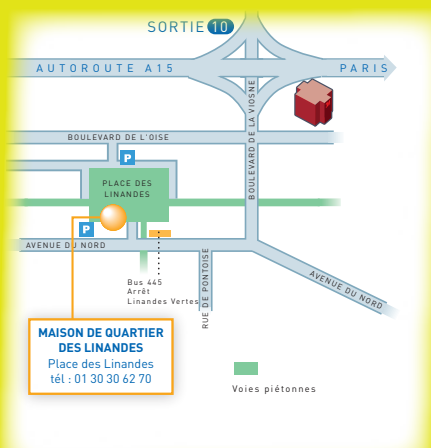 SORTIE 10
AUTOROUTE A15
PARIS
BOULEVARD DE LA VIOSNE
BOULEVARD DE L'OISE
P
PLACE DES
LINANDES
P
AVENUE DU NORD
Bus 445
Arrêt
Linandes Vertes
RUE DE PONTOISE
AVENUE DU NORD
MAISON DE QUARTIER
DES LINANDES
Place des Linandes
tél : 01 30 30 62 70
Voies piétonnes